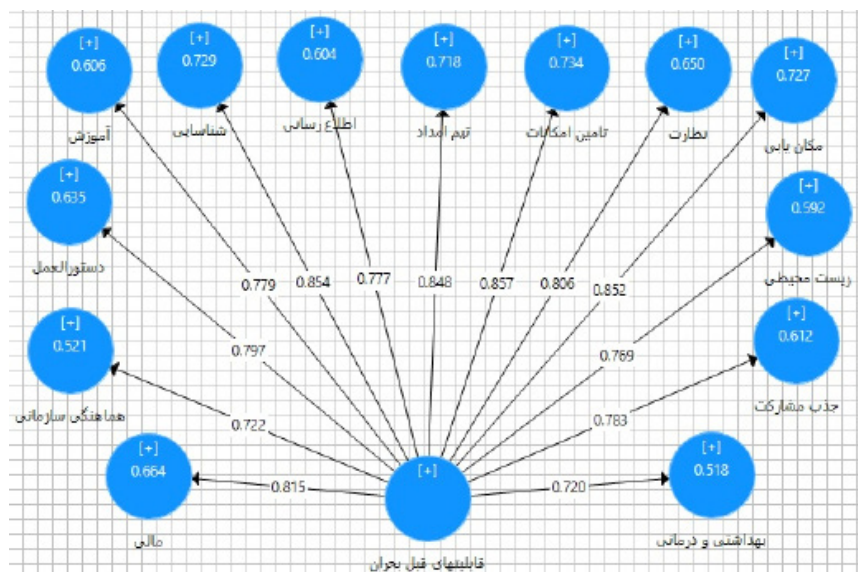 [+]
0.606
آموزش
[+]
0.729
شناسایی
[+]
0.604
اطلاع رسانی
[+]
0.718
تیم امداد
[+]
0.734
تامین امکانات
[+]
0.650
نظارت
[+]
0.727
مکان یابی
[+]
0.635
دستورالعمل
[+]
0.592
زیست محیطی
[+]
0.521
هماهنگی سازمانی
[+]
0.612
جذب مشارکت
[+]
0.664
مالی
[+]
0.518
بهداشتی و درمانی
0.779
0.854
0.777
0.848
0.857
0.806
0.852
0.797
0.769
0.722
0.783
0.815
0.720
[+]
قابلیتهای قبل بحران